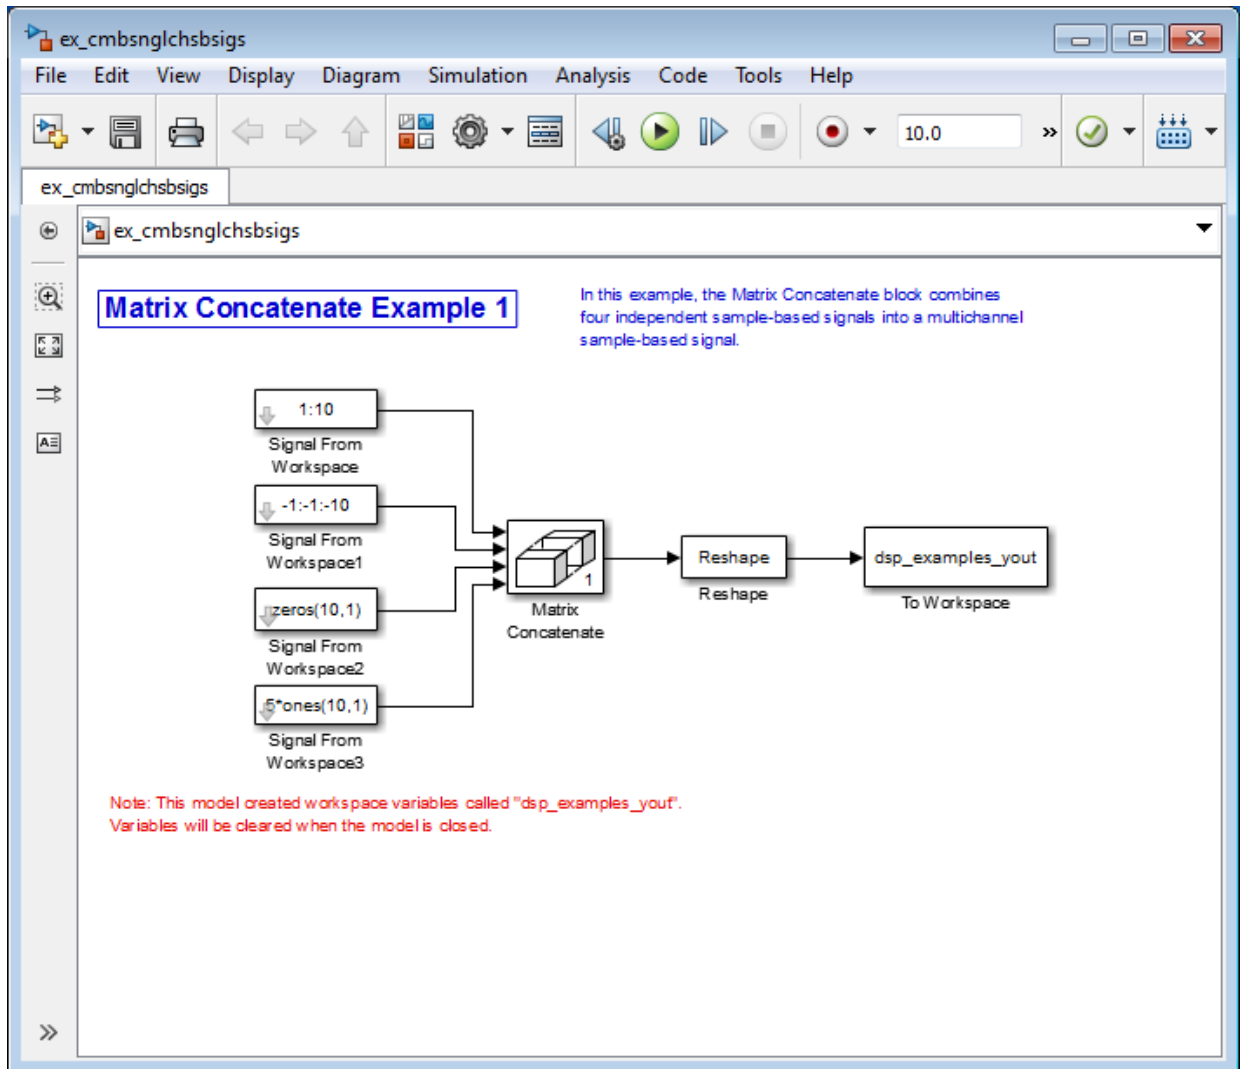 ex_cmbsnglchsbsigs
File Edit View Display Diagram Simulation Analysis Code Tools Help
10.0
»
ex_cmbsnglchsbsigs
ex_cmbsnglchsbsigs
Matrix Concatenate Example 1
In this example, the Matrix Concatenate block combines
four independent sample-based signals into a multichannel
sample-based signal.
1:10
Signal From
Workspace
-1:-1:-10
Signal From
Workspace1
zeros(10,1)
Signal From
Workspace2
5*ones(10,1)
Signal From
Workspace3
1
Matrix
Concatenate
Reshape
Reshape
dsp_examples_yout
To Workspace
Note: This model created workspace variables called "dsp_examples_yout".
Variables will be cleared when the model is closed.